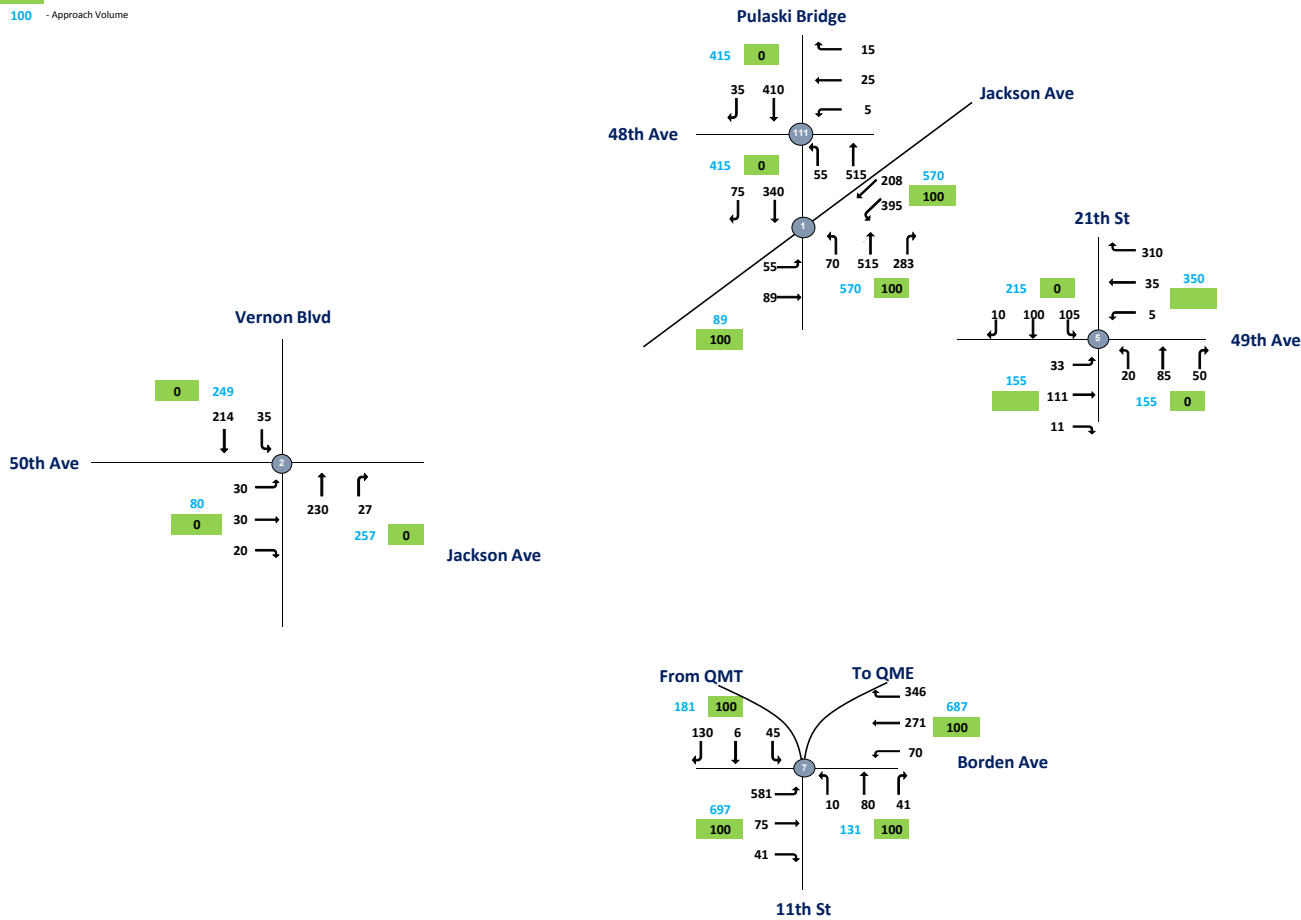 100 - Approach Volume
Pulaski Bridge
415 0
15
25
5
35 410
Jackson Ave
48th Ave
111
415 0
55 515
75 340
208
395
570
100
1
55
89
70 515 283
570 100
89
100
21th St
310
35
5
350
215 0
10 100 105
5
49th Ave
33
111
11
155
20 85 50
155 0
Vernon Blvd
0 249
214 35
50th Ave
2
30
30
20
80
0
230 27
257 0
Jackson Ave
From QMT
To QME
181 100
130 6 45
346
271
70
687
100
Borden Ave
7
581
75
41
697
100
10 80 41
131 100
11th St